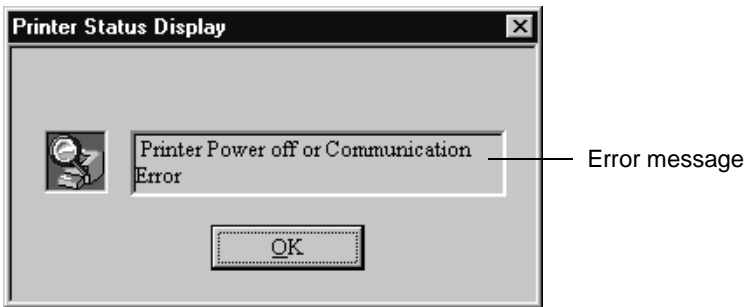 Printer Status Display
Printer Power off or Communication
Error
Error message
OK